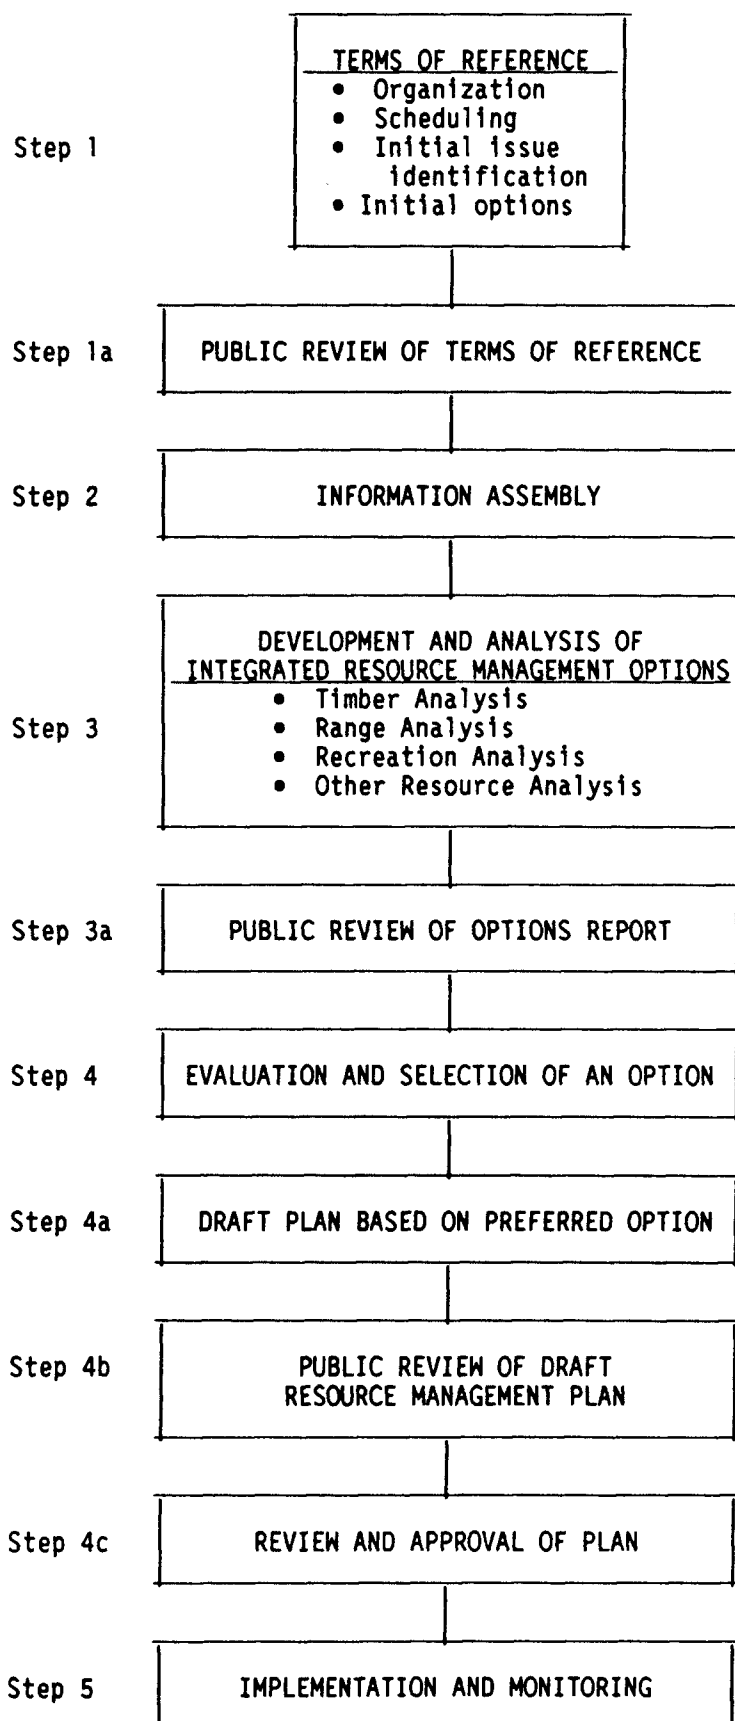 TERMS OF REFERENCE
• Organization
• Scheduling
Step 1
• Initial issue
identification
• Initial options
Step 1a
PUBLIC REVIEW OF TERMS OF REFERENCE
Step 2
INFORMATION ASSEMBLY
DEVELOPMENT AND ANALYSIS OF
INTEGRATED RESOURCE MANAGEMENT OPTIONS
• Timber Analysis
Step 3
• Range Analysis
• Recreation Analysis
• Other Resource Analysis
Step 3a
PUBLIC REVIEW OF OPTIONS REPORT
Step 4
EVALUATION AND SELECTION OF AN OPTION
Step 4a
DRAFT PLAN BASED ON PREFERRED OPTION
Step 4b
PUBLIC REVIEW OF DRAFT
RESOURCE MANAGEMENT PLAN
Step 4c
REVIEW AND APPROVAL OF PLAN
Step 5
IMPLEMENTATION AND MONITORING